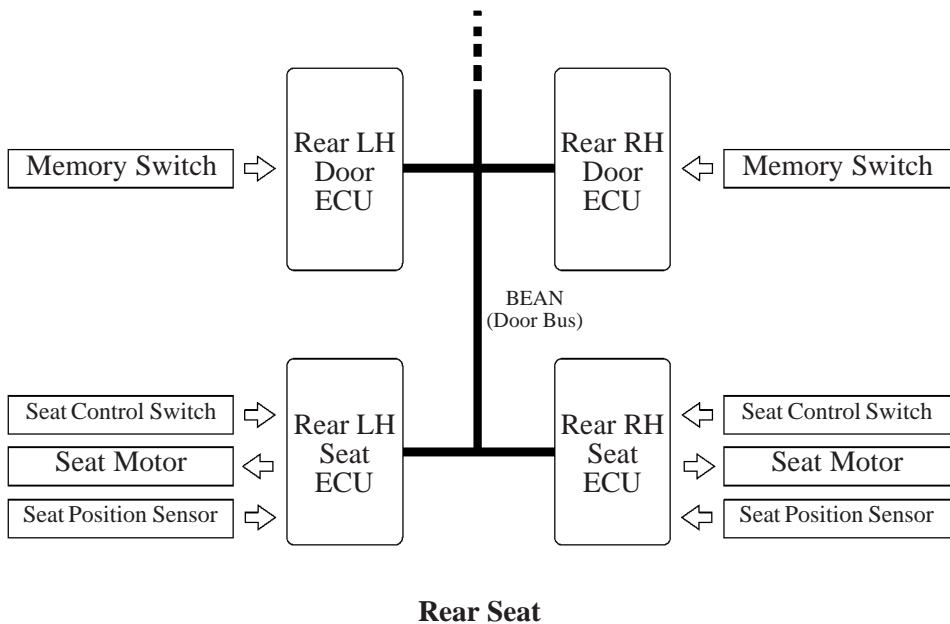 Memory Switch
Rear LH
Door
ECU
Rear RH
Door
ECU
Memory Switch
BEAN
(Door Bus)
Seat Control Switch
Seat Motor
Seat Position Sensor
Rear LH
Seat
ECU
Rear RH
Seat
ECU
Seat Control Switch
Seat Motor
Seat Position Sensor
Rear Seat